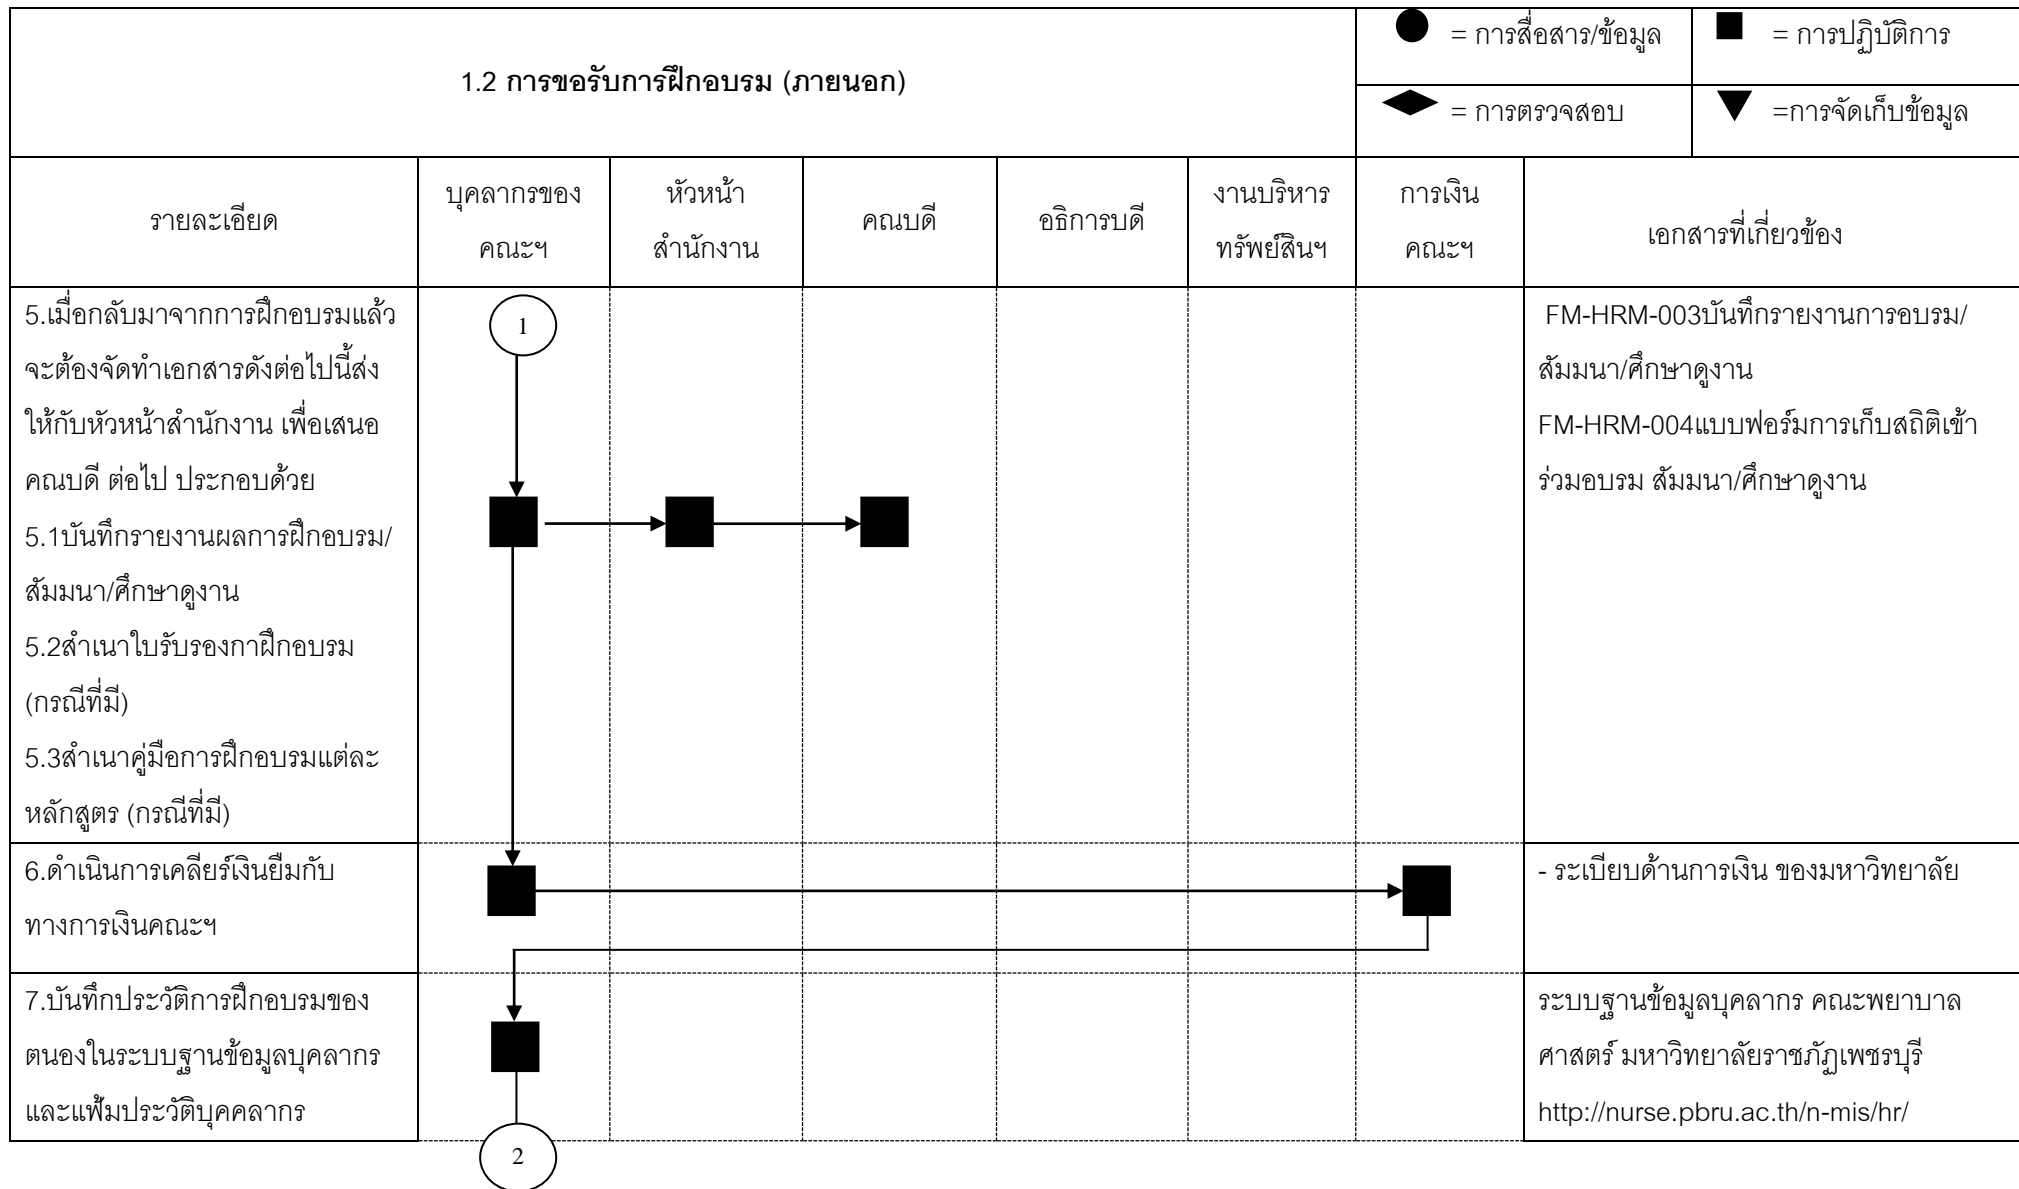 1.2 การขอรับการฝึกอบรม (ภายนอก)
= การสื่อสาร/ข้อมูล
= การปฏิบัติการ
= การตรวจสอบ
=การจัดเก็บข้อมูล
รายละเอียด
บุคลากรของ
คณะฯ
หัวหน้า
สำนักงาน
คณบดี
อธิการบดี
งานบริหาร
ทรัพย์สินฯ
การเงิน
คณะฯ
เอกสารที่เกี่ยวข้อง
5.เมื่อกลับมาจากการฝึกอบรมแล้ว
จะต้องจัดทำเอกสารดังต่อไปนี้ส่ง
ให้กับหัวหน้าสำนักงาน เพื่อเสนอ
คณบดี ต่อไป ประกอบด้วย
5.1บันทึกรายงานผลการฝึกอบรม/
สัมมนา/ศึกษาดูงาน
5.2สำเนาใบรับรองกาฝึกอบรม
(กรณีที่มี)
5.3สำเนาคู่มือการฝึกอบรมแต่ละ
หลักสูตร (กรณีที่มี)
1
FM-HRM-003บันทึกรายงานการอบรม/
สัมมนา/ศึกษาดูงาน
FM-HRM-004แบบฟอร์มการเก็บสถิติเข้า
ร่วมอบรม สัมมนา/ศึกษาดูงาน
6.ดำเนินการเคลียร์เงินยืมกับ
ทางการเงินคณะฯ
- ระเบียบด้านการเงิน ของมหาวิทยาลัย
7.บันทึกประวัติการฝึกอบรมของ
ตนองในระบบฐานข้อมูลบุคลากร
และแฟ้มประวัติบุคคลากร
ระบบฐานข้อมูลบุคลากร คณะพยาบาล
ศาสตร์ มหาวิทยาลัยราชภัฏเพชรบุรี
http://nurse.pbru.ac.th/n-mis/hr/
2